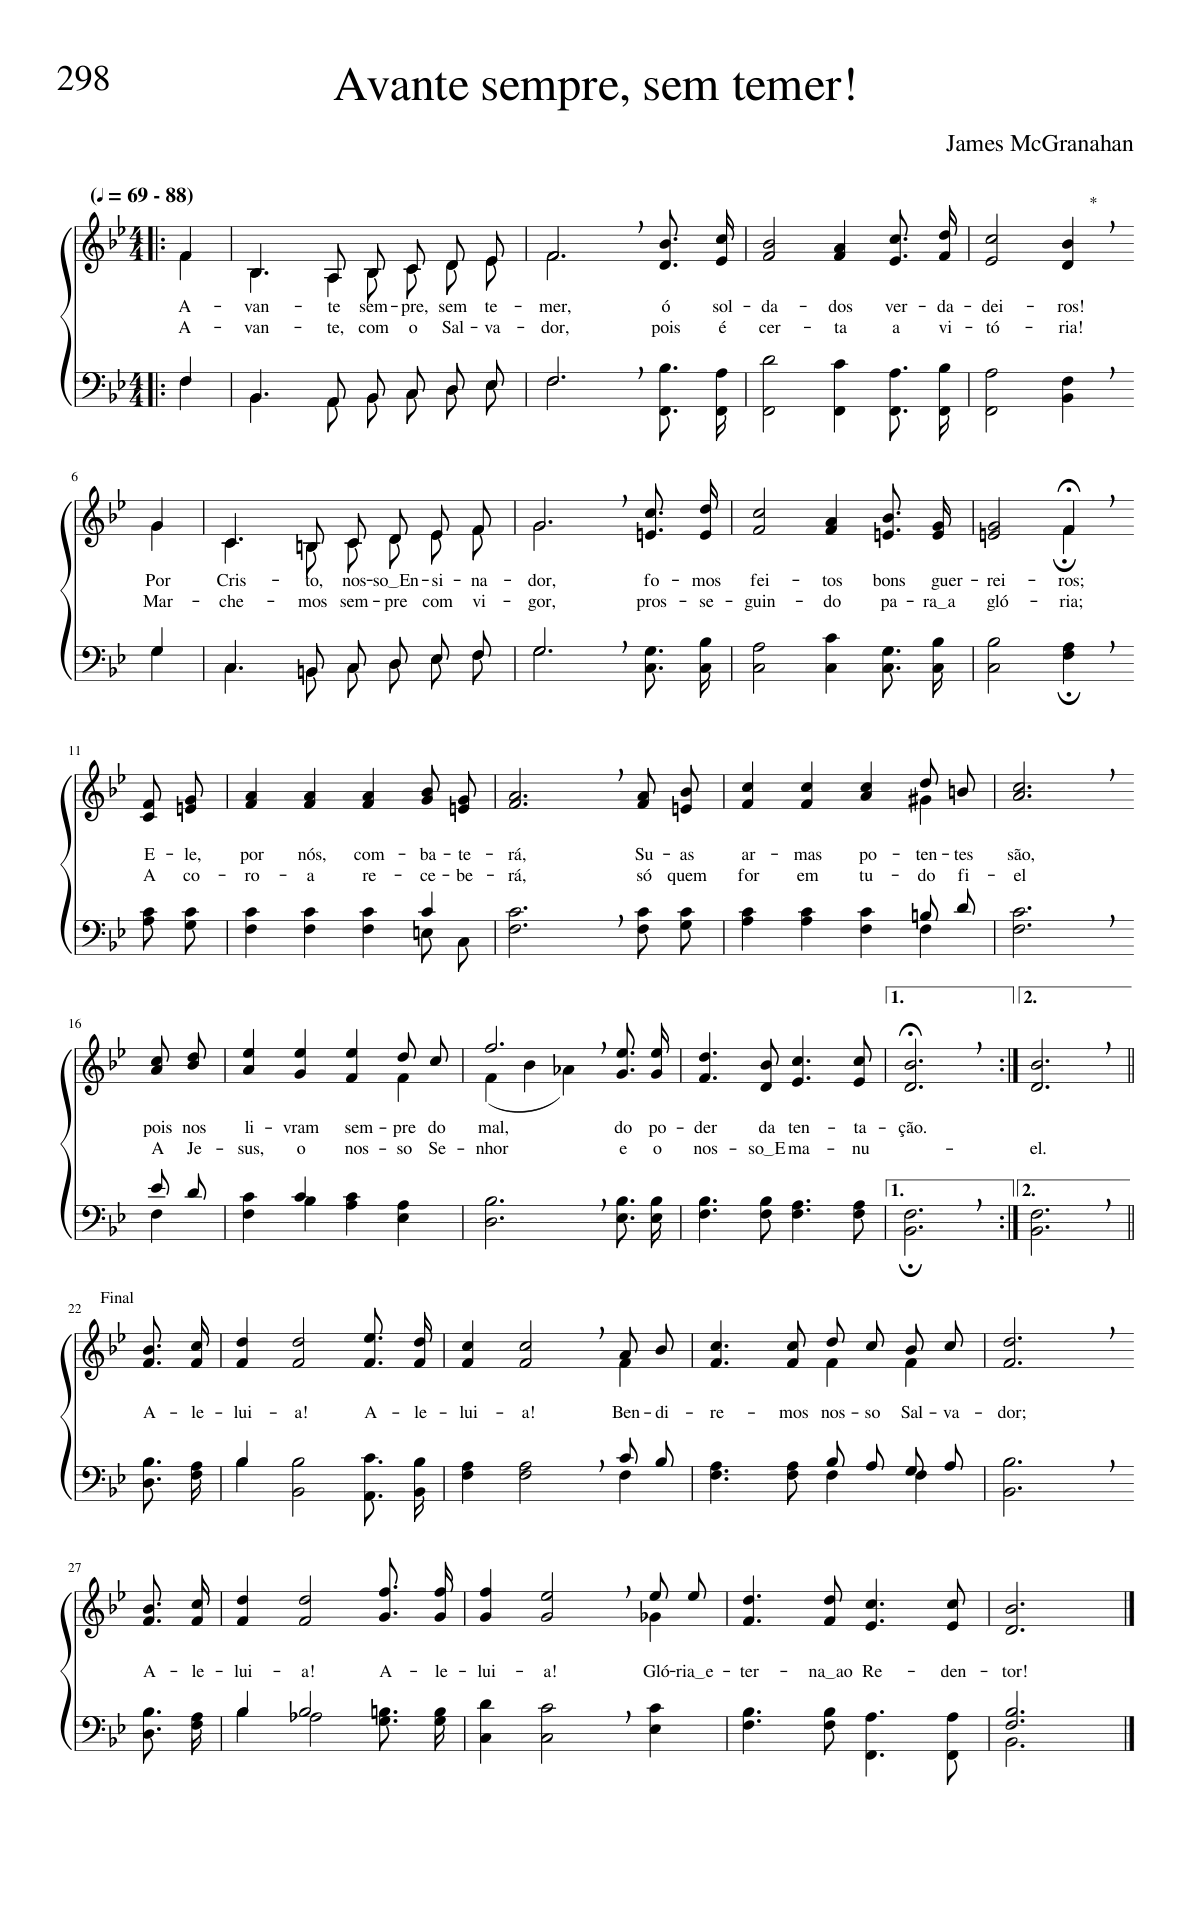 298
Avante sempre, sem temer!
James McGranahan
(♩ = 69 - 88)
*
A - van - te sem - pre, sem te - mer, ó sol - da - dos ver - da - dei - ros!
A - van - te, com o Sal - va - dor, pois é cer - ta a vi - tó - ria!
6
Por Cris - to, nos - so_En - si - na - dor, fo - mos fei - tos bons guer - rei - ros;
Mar - che - mos sem - pre com vi - gor, pros - se - guin - do pa - ra_a gló - ria;
11
E - le, por nós, com - ba - te - rá, Su - as ar - mas po - ten - tes são,
A co - ro - a re - ce - be - rá, só quem for em tu - do fi - el
1. 2.
16
pois nos li - vram sem - pre do mal, do po - der da ten - ta - ção.
A Je - sus, o nos - so Se - nhor e o nos - so_E ma - nu - el.
1. 2.
Final
22
A - le - lui - a! A - le - lui - a! Ben - di - re - mos nos - so Sal - va - dor;
27
A - le - lui - a! A - le - lui - a! Gló - ria_e - ter - na_ao Re - den - tor!